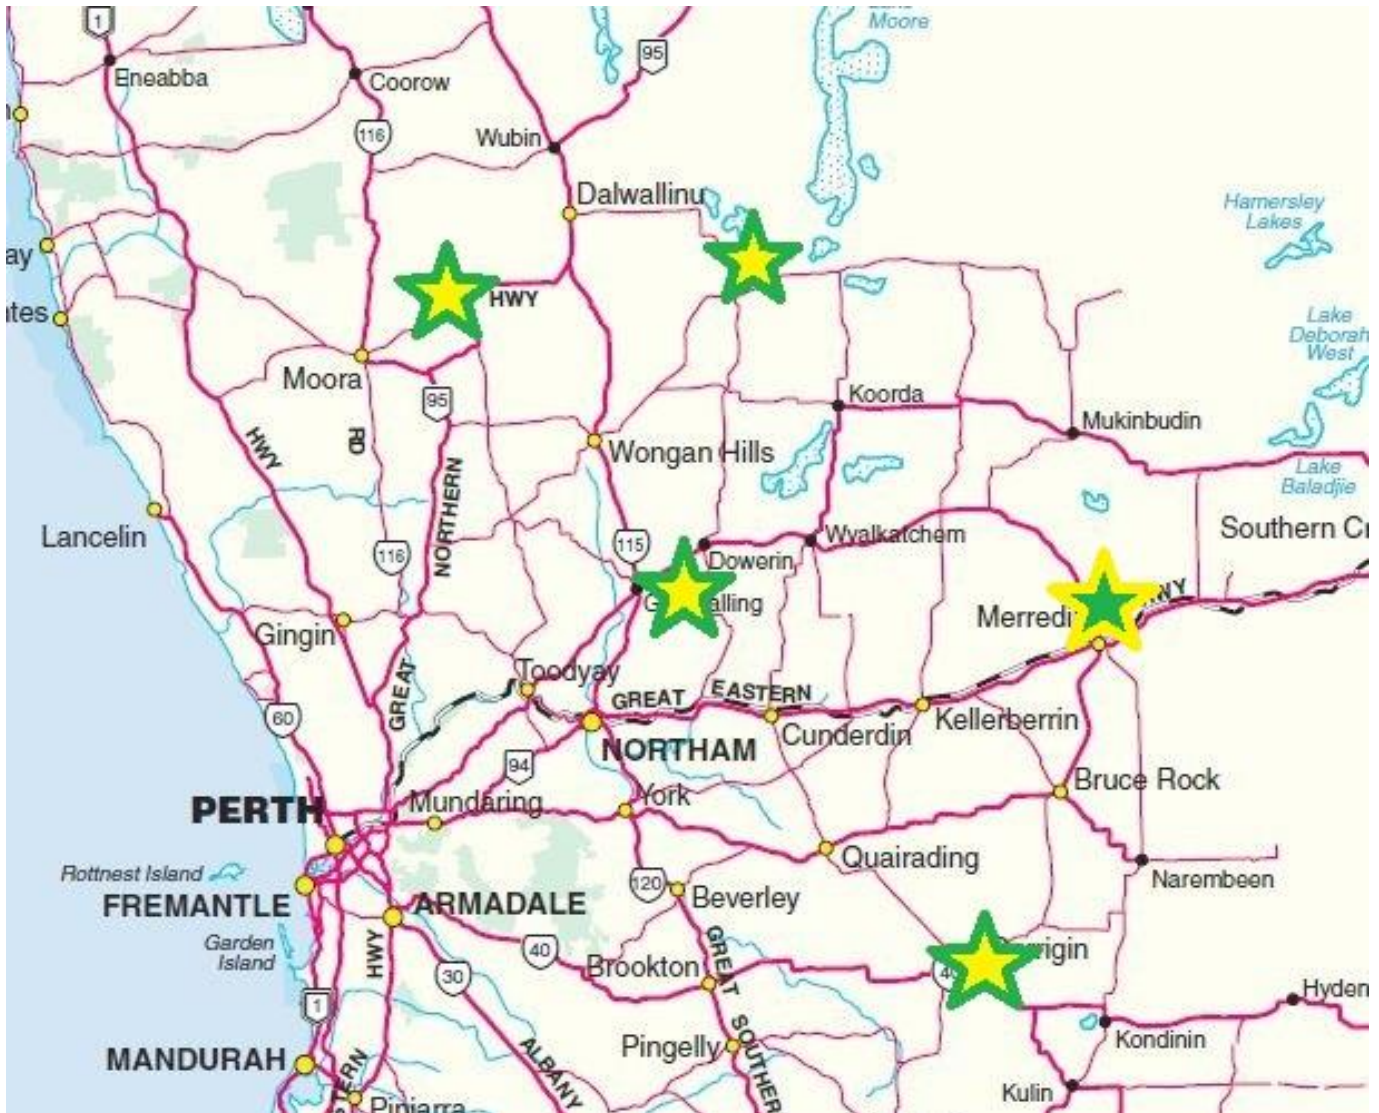 1
Eneabba
Coorow
95
Moore
116
Wubin
Dalwallinu
Hamersley
Lakes
HWY
Lake
Deborah
West
Moora
95
Koorda
Mukinbudin
HWY
RD
Wongan Hills
Lake
Baladjie
NORTHERN
Lancelin
116
115
Dowerin
Wyalkatchem
Southern
HWY
Gingin
GREAT
60
Toodyay
GREAT EASTERN
Kellerberrin
Cunderdin
NORTHAM
94
Bruce Rock
PERTH
Mundaring
York
Quairading
Rottnest Island
FREMANTLE
120
Beverley
Narembeen
ARMADALE
Garden
Island
HWY
40
30
Brookton
GREAT
Hyden
1
Kondinin
MANDURAH
ALBANY
Pingelly
Kulin
Pinjarra